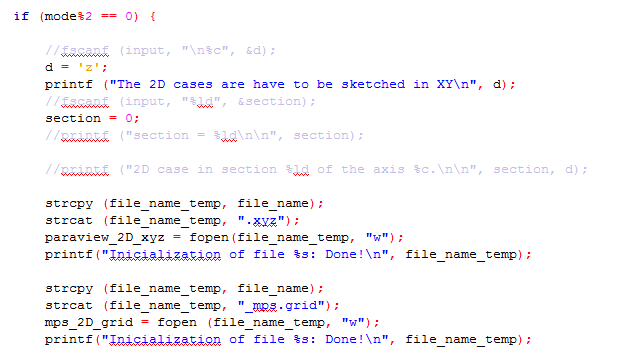 if (mode%2 == 0) {
//fscanf (input, "\n%c", &d);
d = 'z';
printf ("The 2D cases are have to be sketched in XY\n", d);
//fscanf (input, "%ld", &section);
section = 0;
//printf ("section = %ld\n\n", section);
//printf ("2D case in section %ld of the axis %c.\n\n", section, d);
strcpy (file_name_temp, file_name);
strcat (file_name_temp, ".xyz");
paraview_2D_xyz = fopen(file_name_temp, "w");
printf("Inicialization of file %s: Done!\n", file_name_temp);
strcpy (file_name_temp, file_name);
strcat (file_name_temp, "_mps.grid");
mps_2D_grid = fopen (file_name_temp, "w");
printf("Inicialization of file %s: Done!\n", file_name_temp);